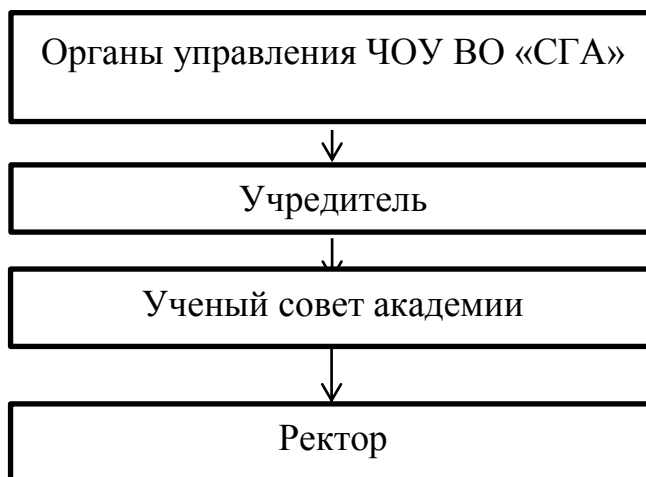 Органы управления ЧОУ ВО «СГА»
Учредитель
Ученый совет академии
Ректор